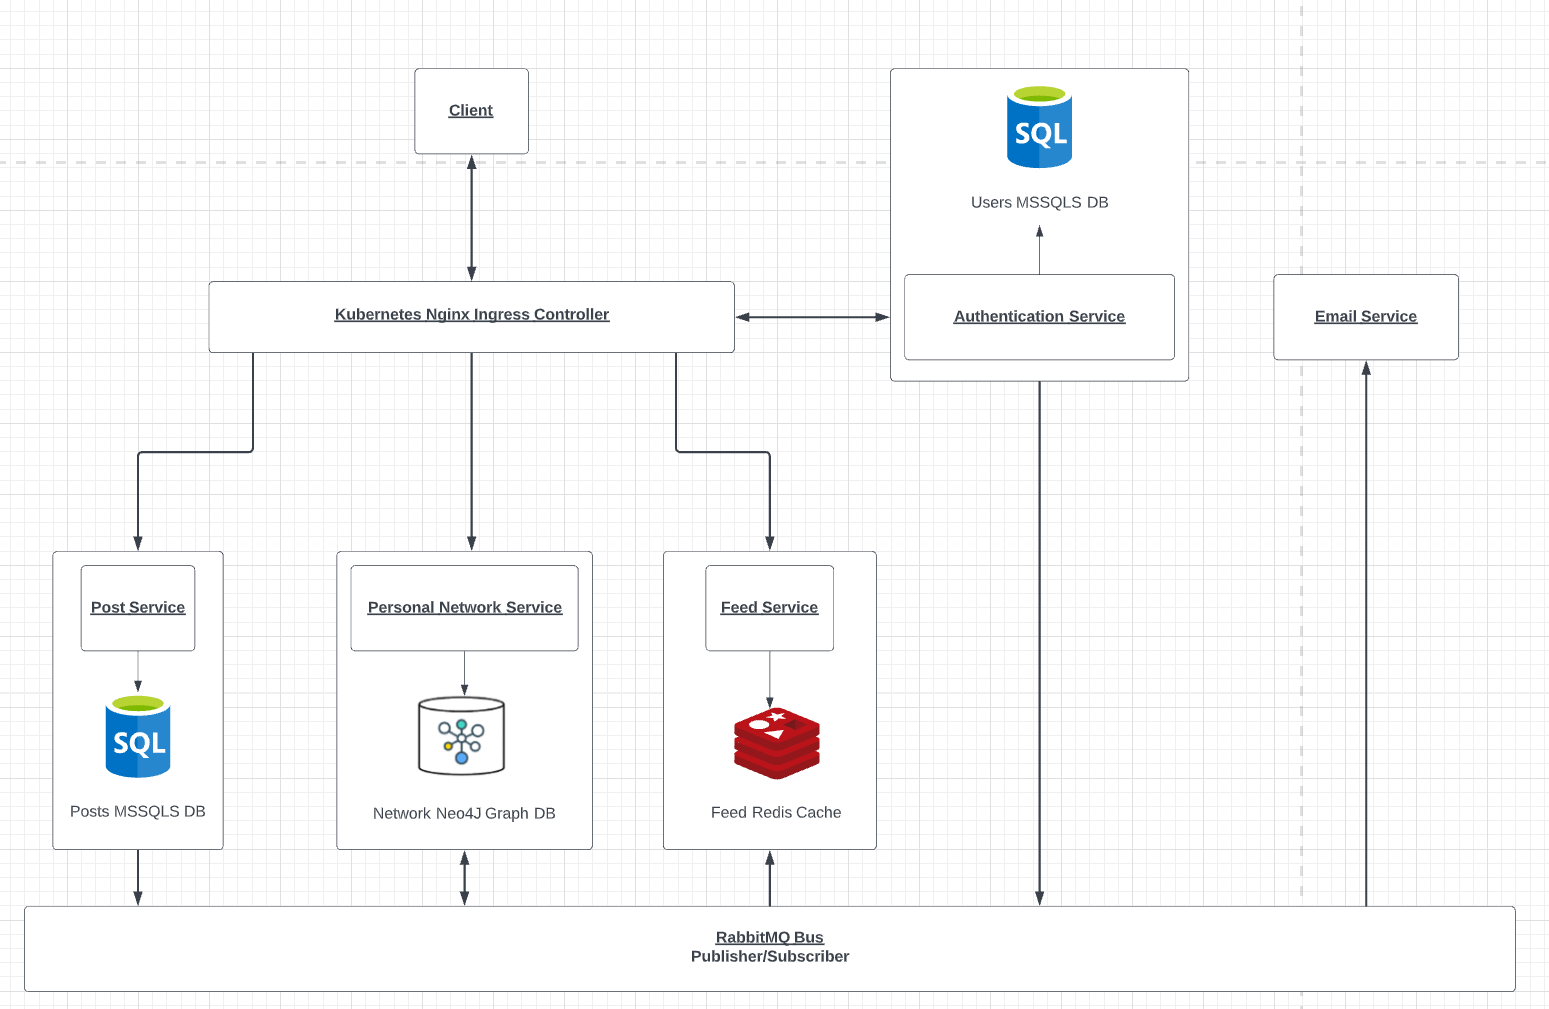 Client
SQL
Users MSSQLS DB
Kubernetes Nginx Ingress Controller
Authentication Service
Email Service
Post Service
Personal Network Service
Feed Service
SQL
Posts MSSQLS DB
Network Neo4J Graph DB
Feed Redis Cache
RabbitMQ Bus
Publisher/Subscriber